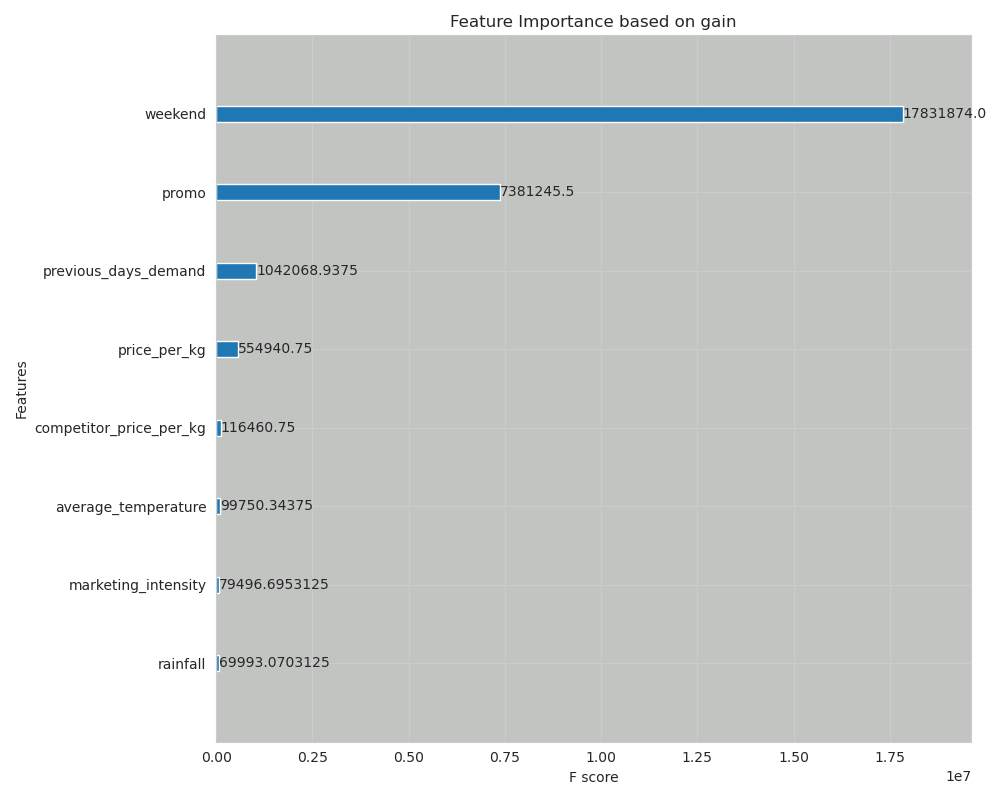 Feature Importance based on gain
weekend
17831874.0
promo
7381245.5
previous_days_demand
1042068.9375
price_per_kg
554940.75
Features
competitor_price_per_kg
116460.75
average_temperature
99750.34375
marketing_intensity
79496.6953125
rainfall
69993.0703125
0.00 0.25 0.50 0.75 1.00 1.25 1.50 1.75
F score
1e7